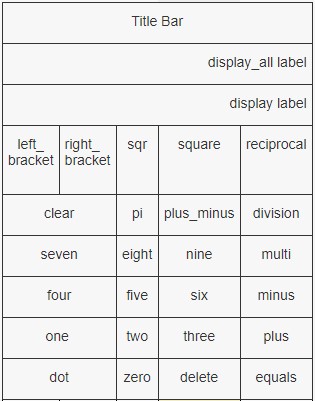 Title Bar
display_all label
display label
left_ right_ sqr square reciprocal
bracket bracket
clear pi plus_minus division
seven eight nine multi
four five six minus
one two three plus
dot zero delete equals